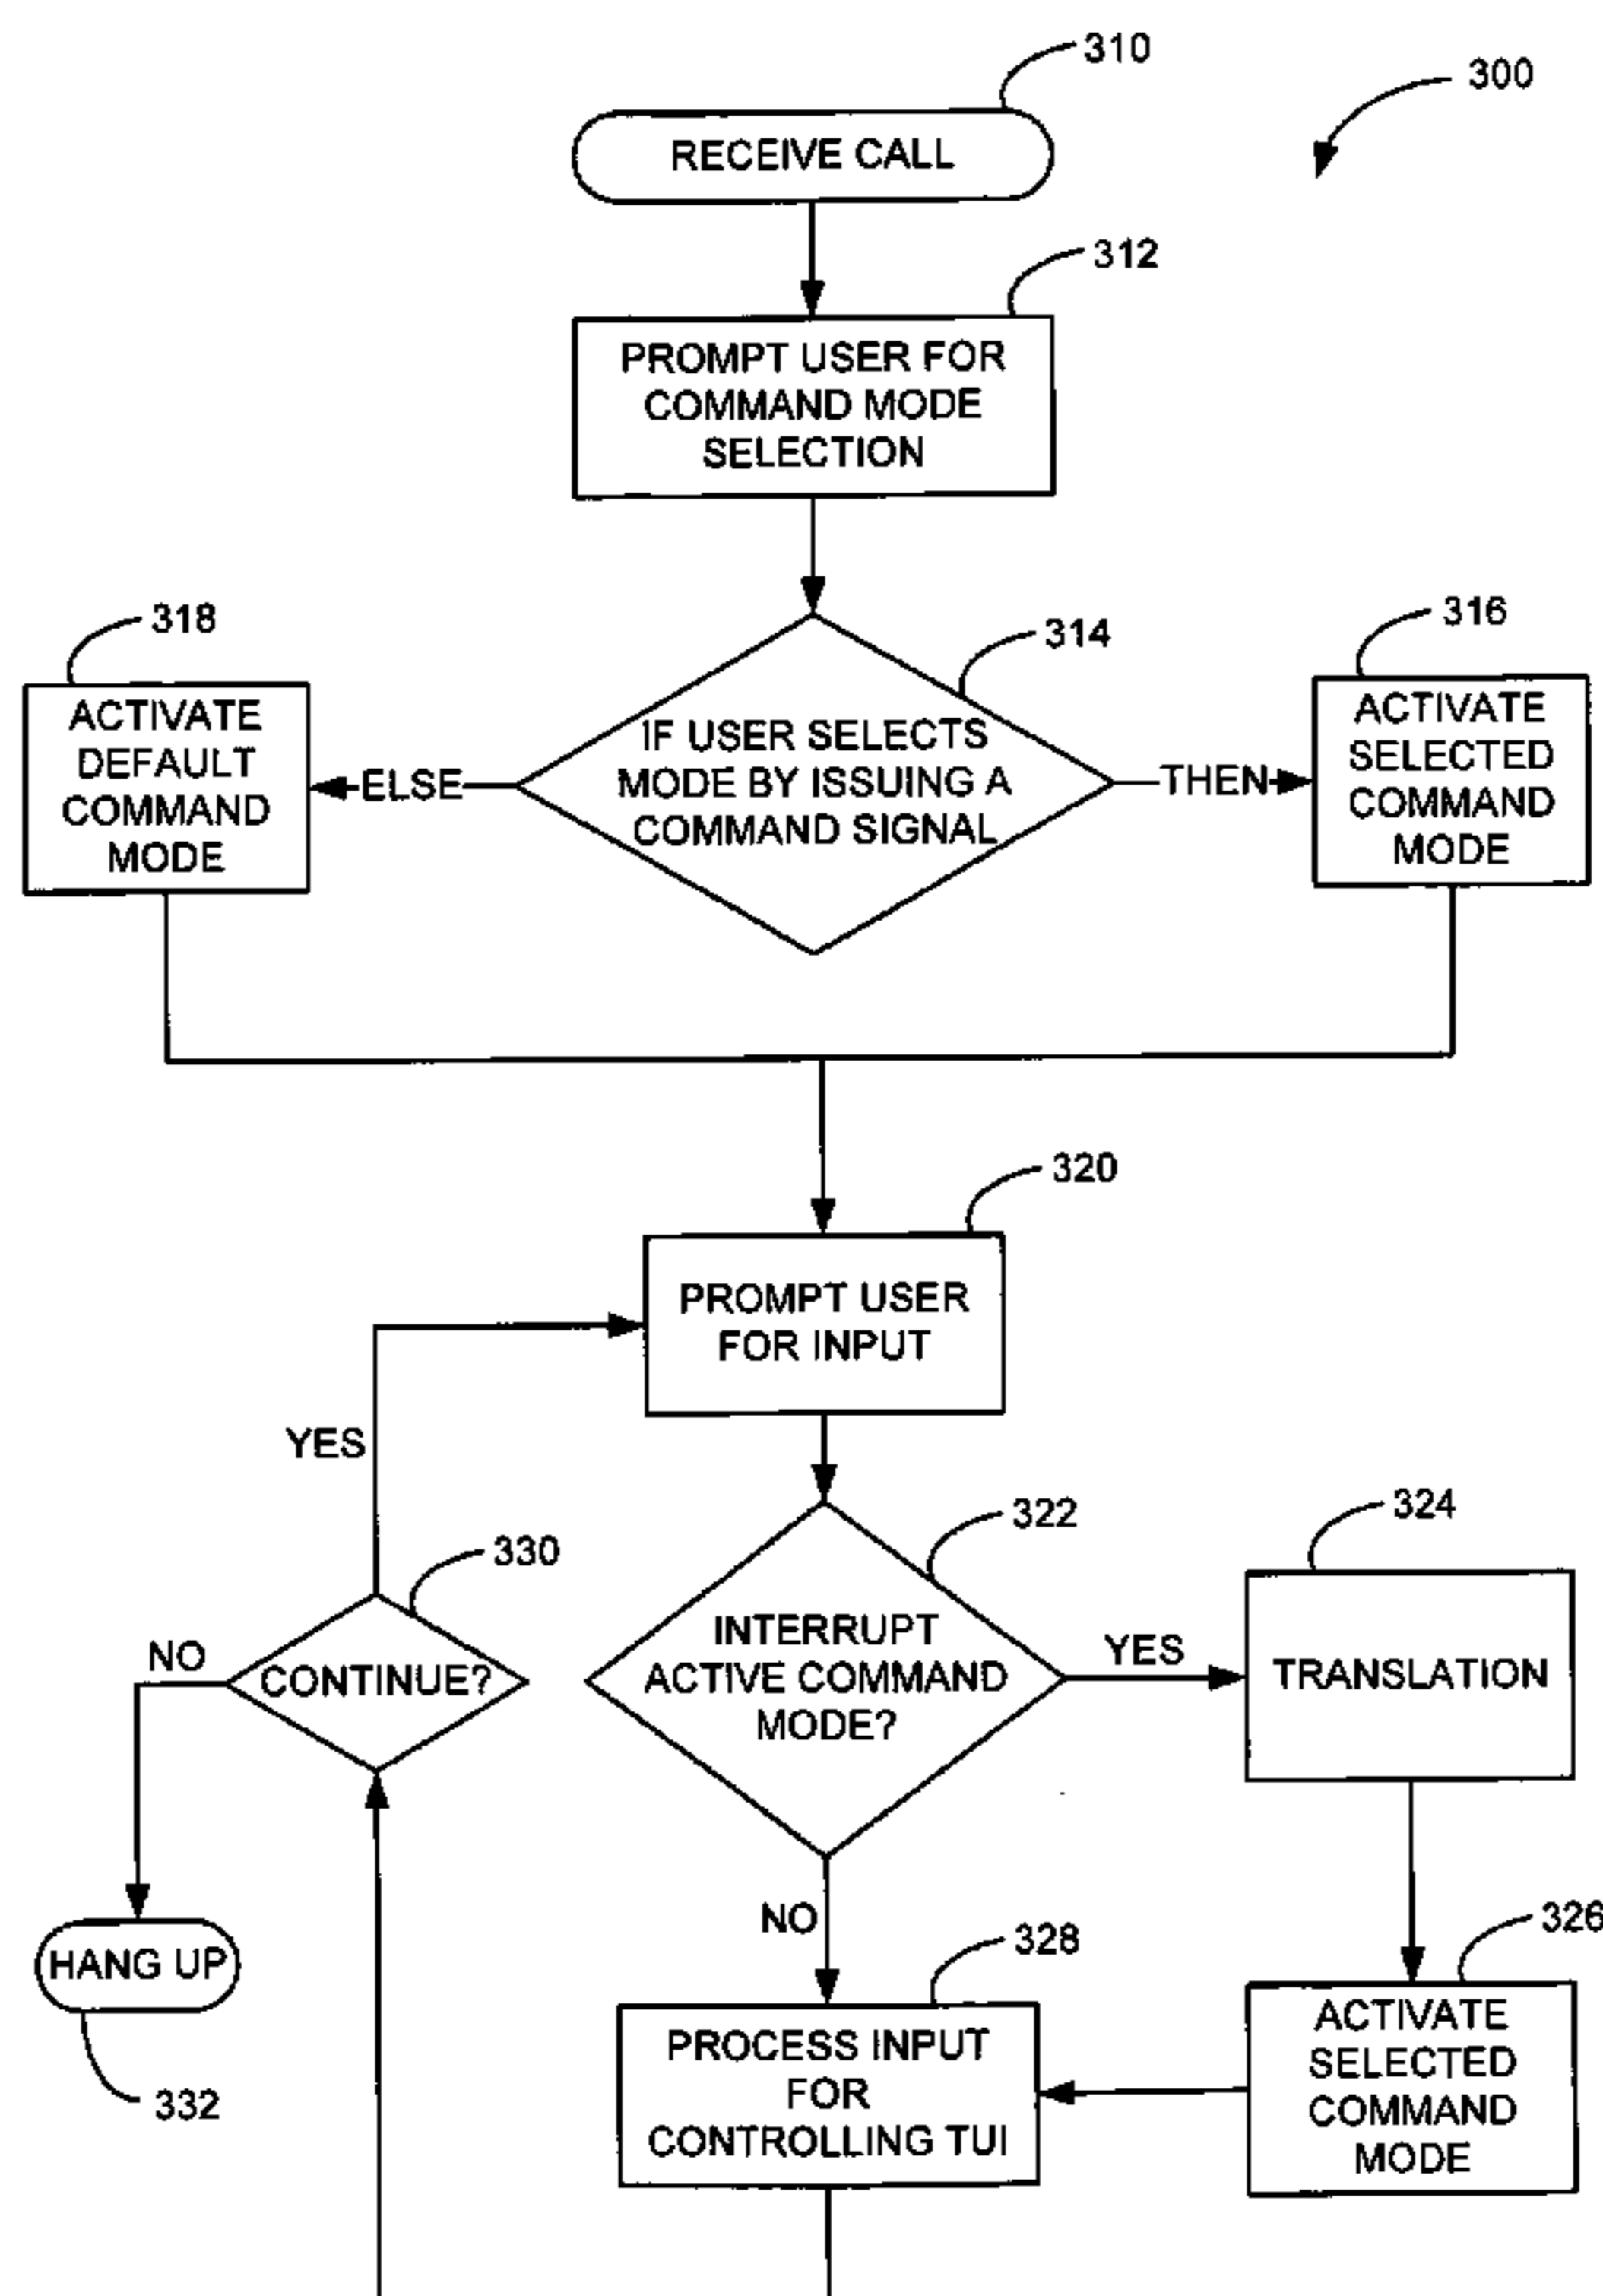 310
300
RECEIVE CALL
312
PROMPT USER FOR
COMMAND MODE
SELECTION
318
314
316
ACTIVATE
DEFAULT
COMMAND
MODE
ELSE
IF USER SELECTS
MODE BY ISSUING A
COMMAND SIGNAL
THEN
ACTIVATE
SELECTED
COMMAND
MODE
320
PROMPT USER
FOR INPUT
YES
330
322
324
NO
CONTINUE?
INTERRUPT
ACTIVE COMMAND
MODE?
YES
TRANSLATION
NO
HANG UP
332
328
326
PROCESS INPUT
FOR
CONTROLLING TUI
ACTIVATE
SELECTED
COMMAND
MODE